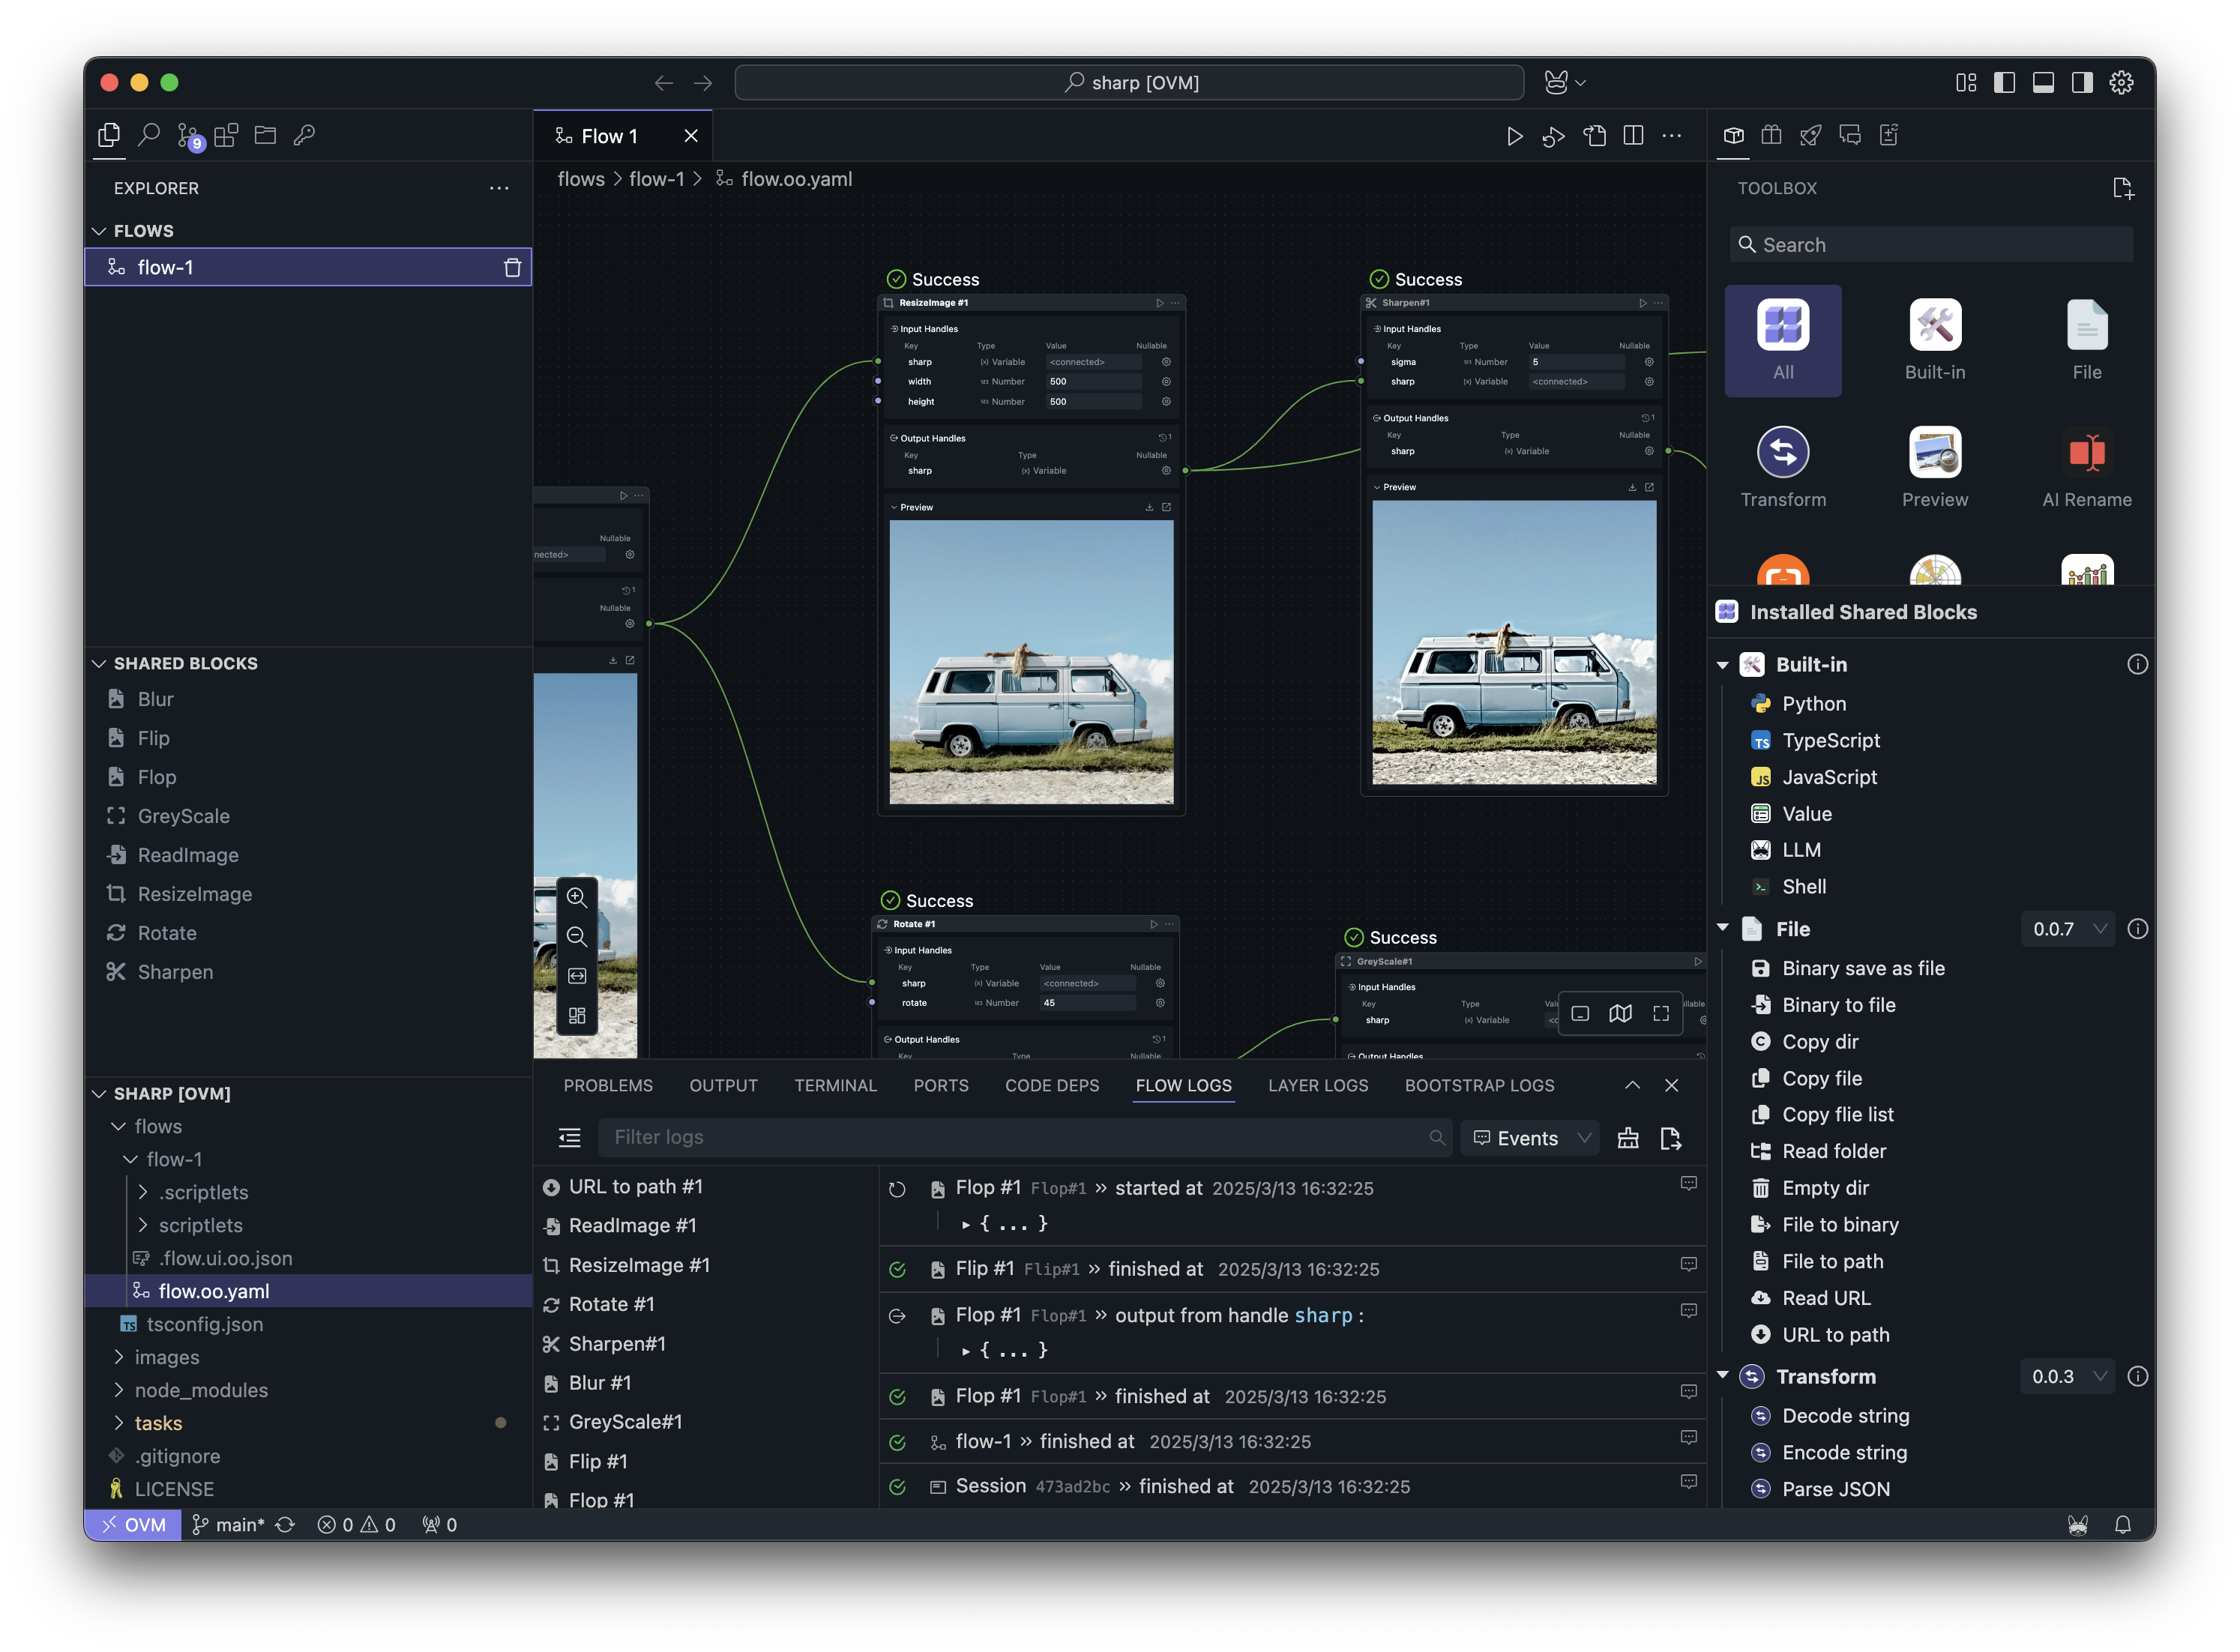 sharp [OVM]
9
EXPLORER
FLOWS
flow-1
SHARED BLOCKS
Blur
Flip
Flop
GreyScale
ReadImage
ResizeImage
Rotate
Sharpen
SHARP [OVM]
flows
flow-1
.scriptlets
scriptlets
.flow.ui.oo.json
flow.oo.yaml
TS tsconfig.json
images
node_modules
tasks
.gitignore
LICENSE
Flow 1
flows > flow-1 > flow.oo.yaml
Nullable
nected>
1
Nullable
Success
ResizeImage #1
Input Handles
Key Type Value Nullable
sharp (x) Variable <connected>
width 123 Number 500
height 123 Number 500
Output Handles 1
Key Type Nullable
sharp (x) Variable
Preview
Success
Sharpen#1
Input Handles
Key Type Value Nullable
sigma 123 Number 5
sharp (x) Variable <connected>
Output Handles 1
Key Type Nullable
sharp (x) Variable
Preview
Success
Rotate #1
Input Handles
Key Type Value Nullable
sharp (x) Variable <connected>
rotate 123 Number 45
Output Handles 1
Key Type Nullable
Success
GreyScale#1
Input Handles
Key Type
sharp (x) Variable
Output Handles
PROBLEMS OUTPUT TERMINAL PORTS CODE DEPS FLOW LOGS LAYER LOGS BOOTSTRAP LOGS
Filter logs Events
URL to path #1
ReadImage #1
ResizeImage #1
Rotate #1
Sharpen#1
Blur #1
GreyScale#1
Flip #1
Flop #1
Flop #1 Flop#1 » started at 2025/3/13 16:32:25
{ ... }
Flip #1 Flip#1 » finished at 2025/3/13 16:32:25
Flop #1 Flop#1 » output from handle sharp :
{ ... }
Flop #1 Flop#1 » finished at 2025/3/13 16:32:25
flow-1 » finished at 2025/3/13 16:32:25
Session 473ad2bc » finished at 2025/3/13 16:32:25
TOOLBOX
Search
All Built-in File
Transform Preview AI Rename
Installed Shared Blocks
Built-in
Python
TS TypeScript
JS JavaScript
Value
LLM
Shell
File 0.0.7
Binary save as file
Binary to file
Copy dir
Copy file
Copy flie list
Read folder
Empty dir
File to binary
File to path
Read URL
URL to path
Transform 0.0.3
Decode string
Encode string
Parse JSON
OVM main* 0 0 0